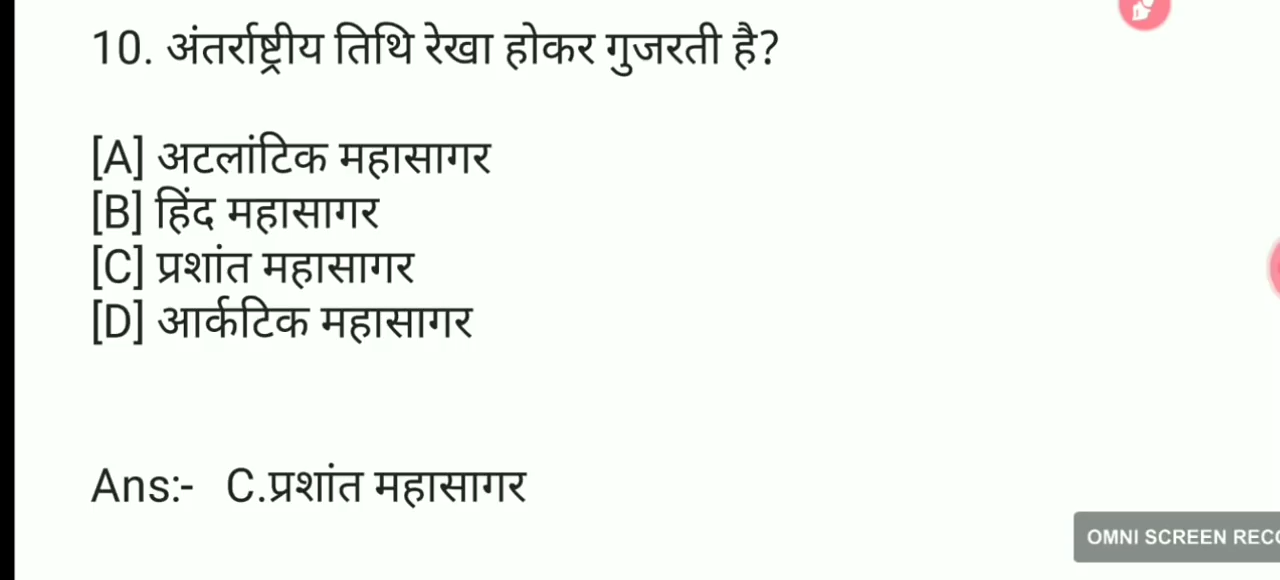 10. अंतर्राष्ट्रीय तिथि रेखा होकर गुजरती है?
[A] अटलांटिक महासागर
[B] हिंद महासागर
[C] प्रशांत महासागर
[D] आर्कटिक महासागर
Ans:- C.प्रशांत महासागर
OMNI SCREEN REC